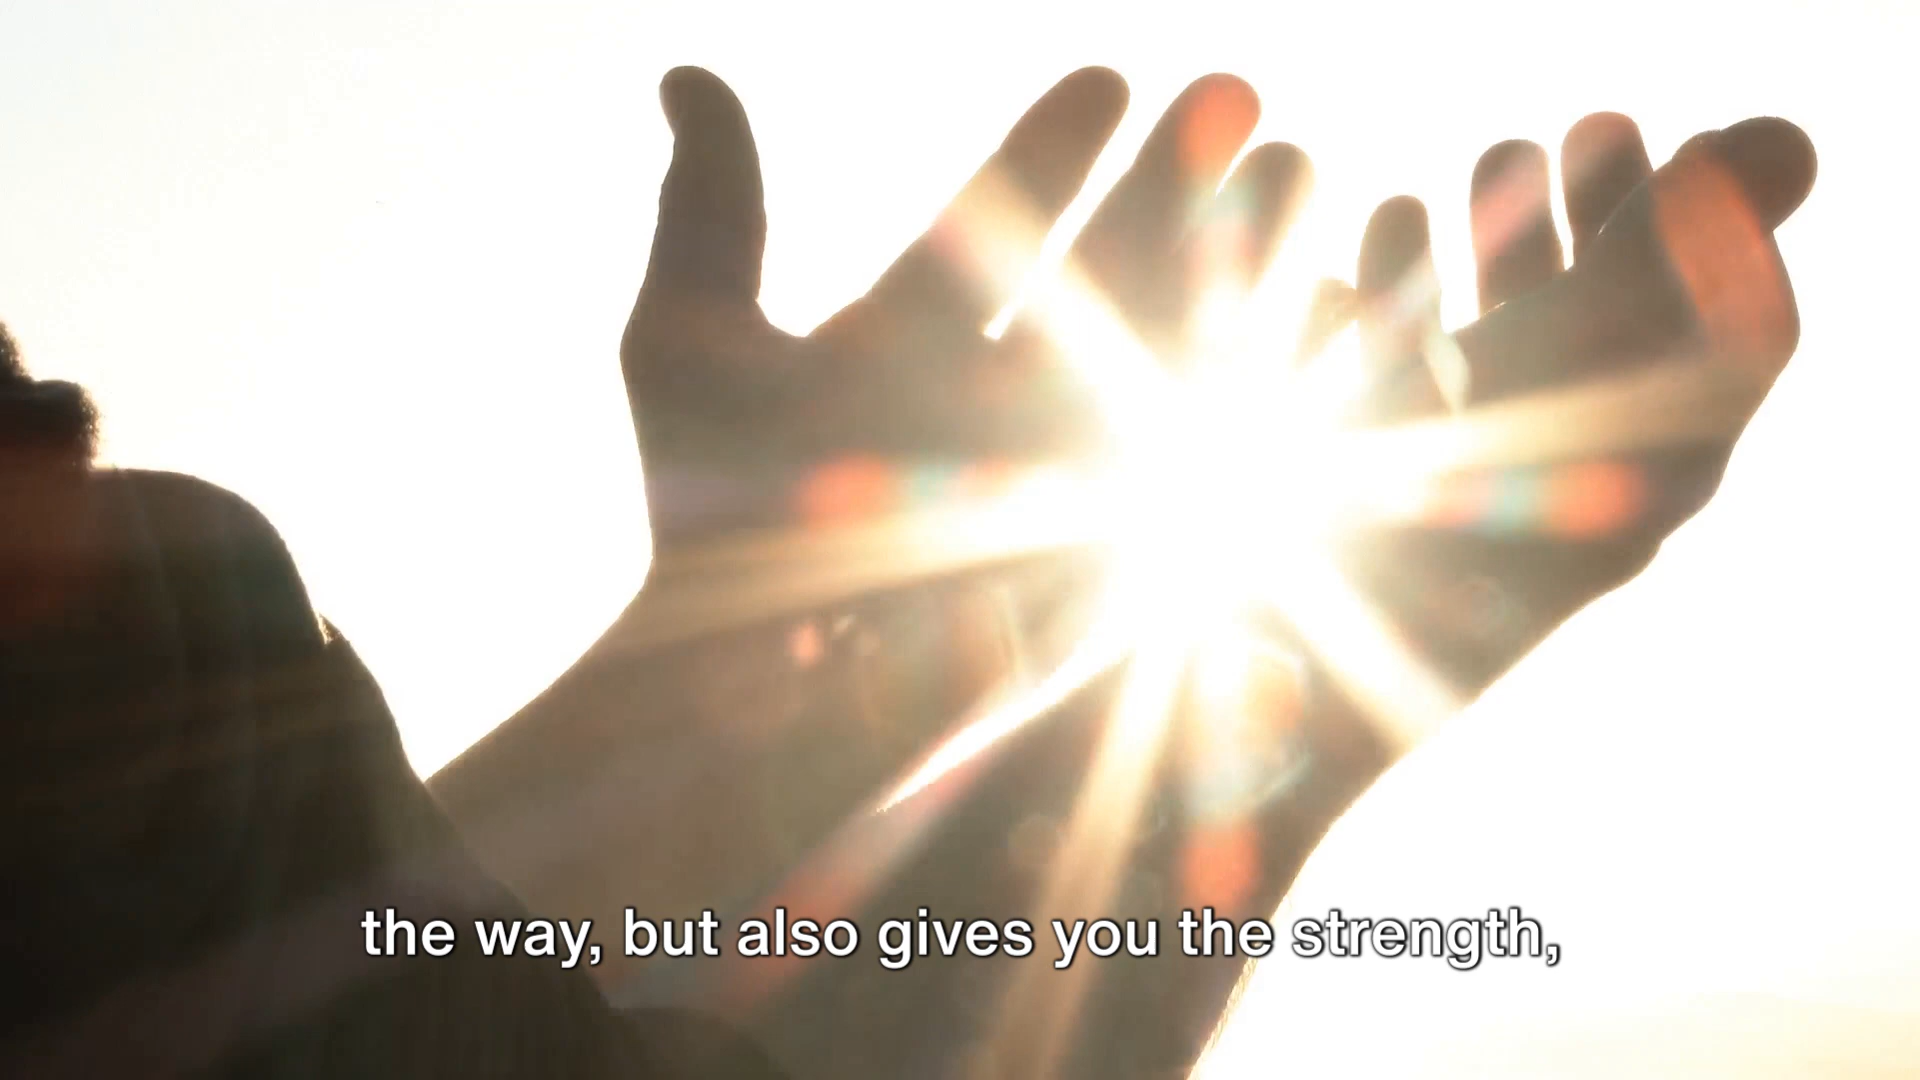 the way, but also gives you the strength,